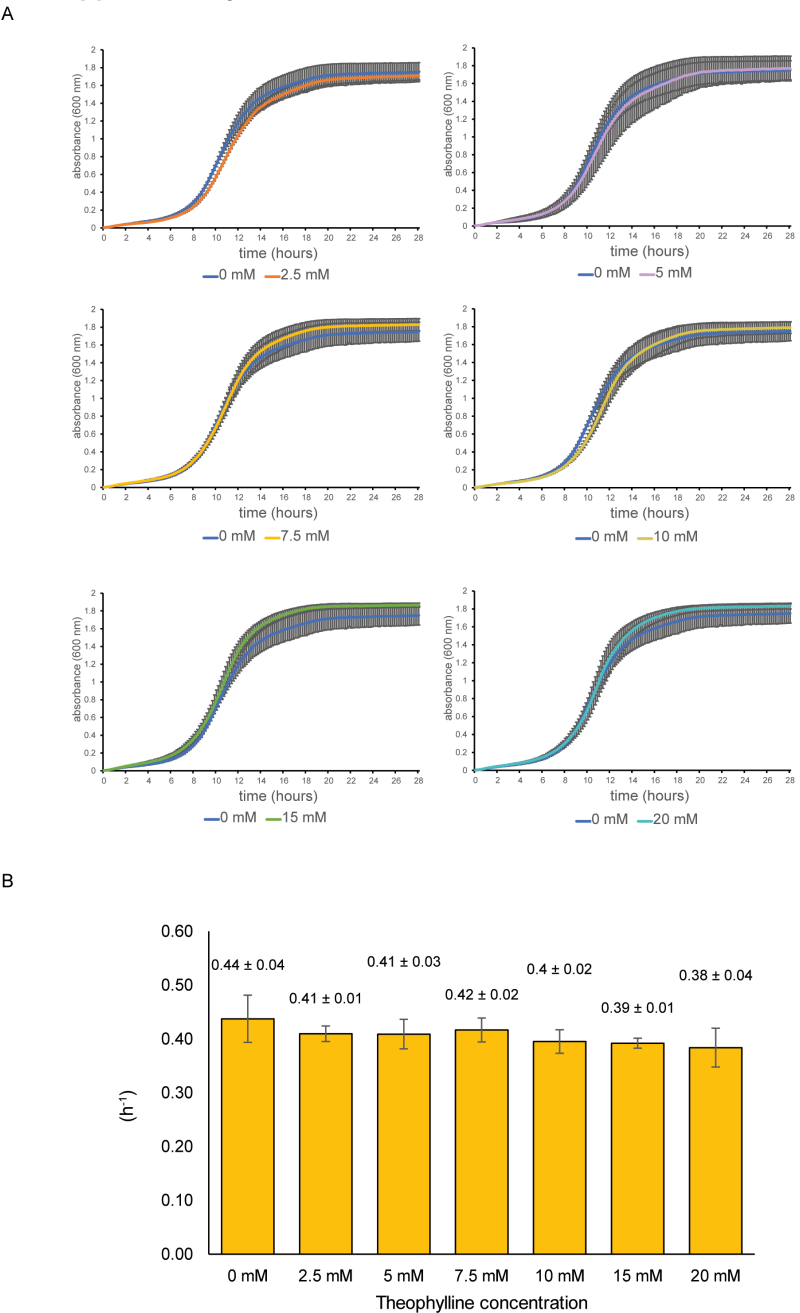 A
absorbance (600 nm)
2
1.8
1.6
1.4
1.2
1
0.8
0.6
0.4
0.2
0
0 2 4 6 8 10 12 14 16 18 20 22 24 26 28
time (hours)
0 mM 2.5 mM
absorbance (600 nm)
2
1.8
1.6
1.4
1.2
1
0.8
0.6
0.4
0.2
0
0 2 4 6 8 10 12 14 16 18 20 22 24 26 28
time (hours)
0 mM 5 mM
absorbance (600 nm)
2
1.8
1.6
1.4
1.2
1
0.8
0.6
0.4
0.2
0
0 2 4 6 8 10 12 14 16 18 20 22 24 26 28
time (hours)
0 mM 7.5 mM
absorbance (600 nm)
2
1.8
1.6
1.4
1.2
1
0.8
0.6
0.4
0.2
0
0 2 4 6 8 10 12 14 16 18 20 22 24 26 28
time (hours)
0 mM 10 mM
absorbance (600 nm)
2
1.8
1.6
1.4
1.2
1
0.8
0.6
0.4
0.2
0
0 2 4 6 8 10 12 14 16 18 20 22 24 26 28
time (hours)
0 mM 15 mM
absorbance (600 nm)
2
1.8
1.6
1.4
1.2
1
0.8
0.6
0.4
0.2
0
0 2 4 6 8 10 12 14 16 18 20 22 24 26 28
time (hours)
0 mM 20 mM
B
(h⁻¹)
0.60
0.50
0.40
0.30
0.20
0.10
0.00
0.44 ± 0.04
0.41 ± 0.01
0.41 ± 0.03
0.42 ± 0.02
0.4 ± 0.02
0.39 ± 0.01
0.38 ± 0.04
0 mM 2.5 mM 5 mM 7.5 mM 10 mM 15 mM 20 mM
Theophylline concentration